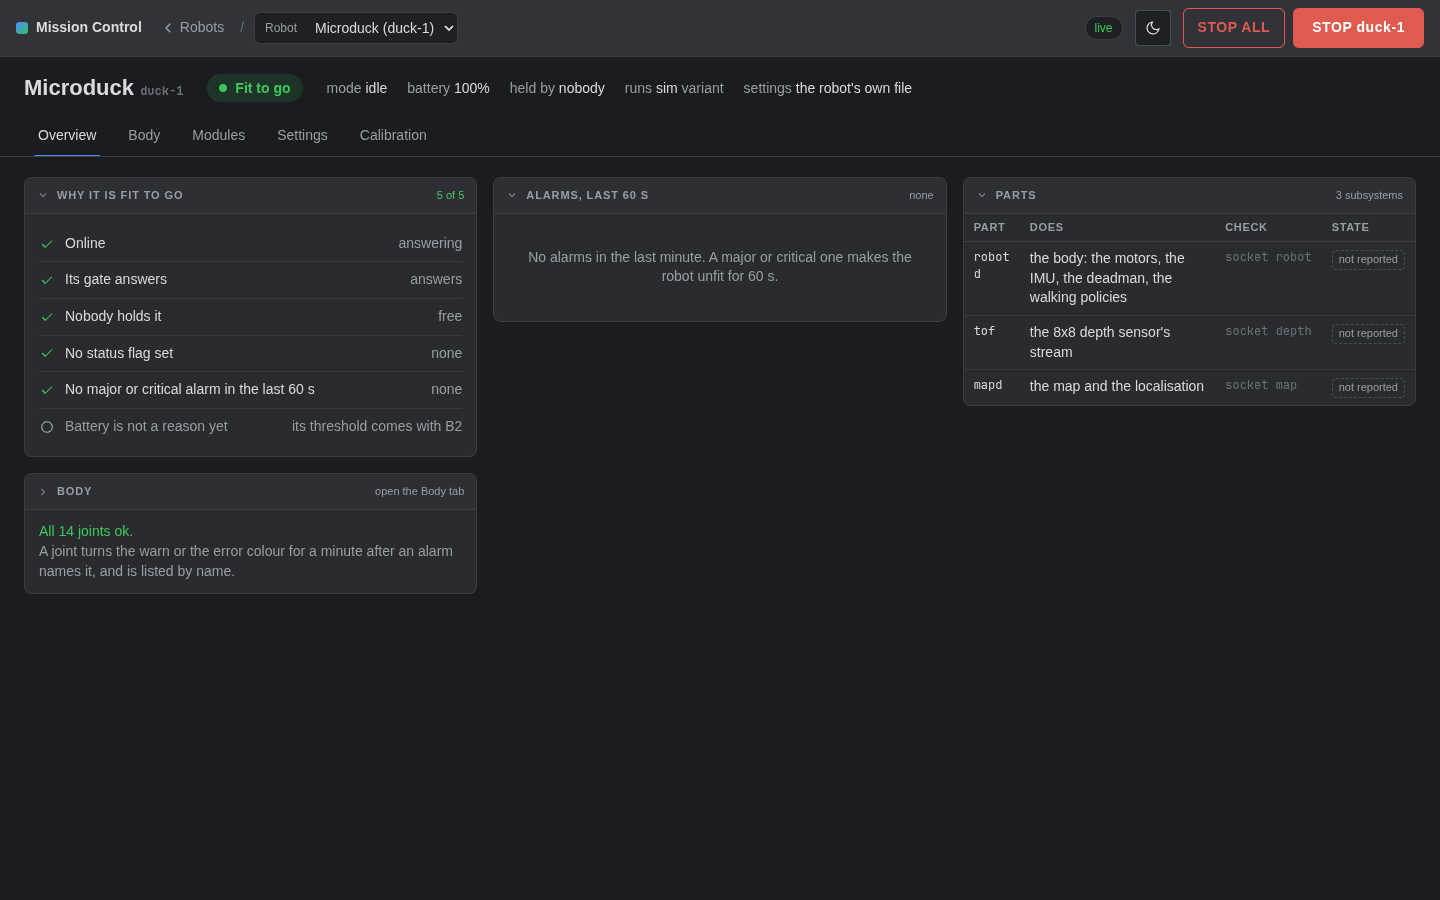 Mission Control
Robots
/
Robot Microduck (duck-1)
live
STOP ALL
STOP duck-1
Microduck duck-1
Fit to go
mode idle
battery 100%
held by nobody
runs sim variant
settings the robot's own file
Overview
Body
Modules
Settings
Calibration
WHY IT IS FIT TO GO
5 of 5
Online
answering
Its gate answers
answers
Nobody holds it
free
No status flag set
none
No major or critical alarm in the last 60 s
none
Battery is not a reason yet
its threshold comes with B2
BODY
open the Body tab
All 14 joints ok.
A joint turns the warn or the error colour for a minute after an alarm
names it, and is listed by name.
ALARMS, LAST 60 S
none
No alarms in the last minute. A major or critical one makes the
robot unfit for 60 s.
PARTS
3 subsystems
PART DOES CHECK STATE
robot
d
the body: the motors, the
IMU, the deadman, the
walking policies
socket robot
not reported
tof
the 8x8 depth sensor's
stream
socket depth
not reported
mapd
the map and the localisation
socket map
not reported